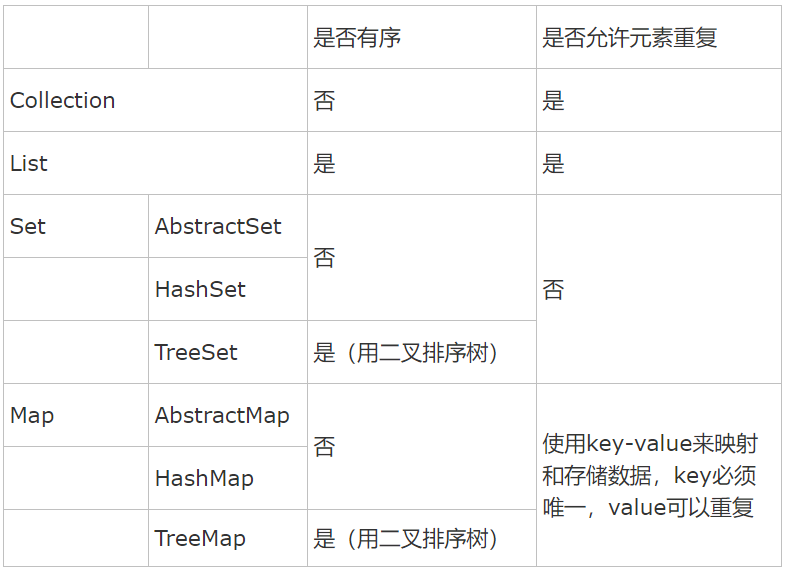 是否有序 是否允许元素重复
Collection 否 是
List 是 是
Set AbstractSet 否 否
HashSet
TreeSet 是（用二叉排序树）
Map AbstractMap 否
HashMap
TreeMap 是（用二叉排序树）
使用key-value来映射
和存储数据，key必须
唯一，value可以重复